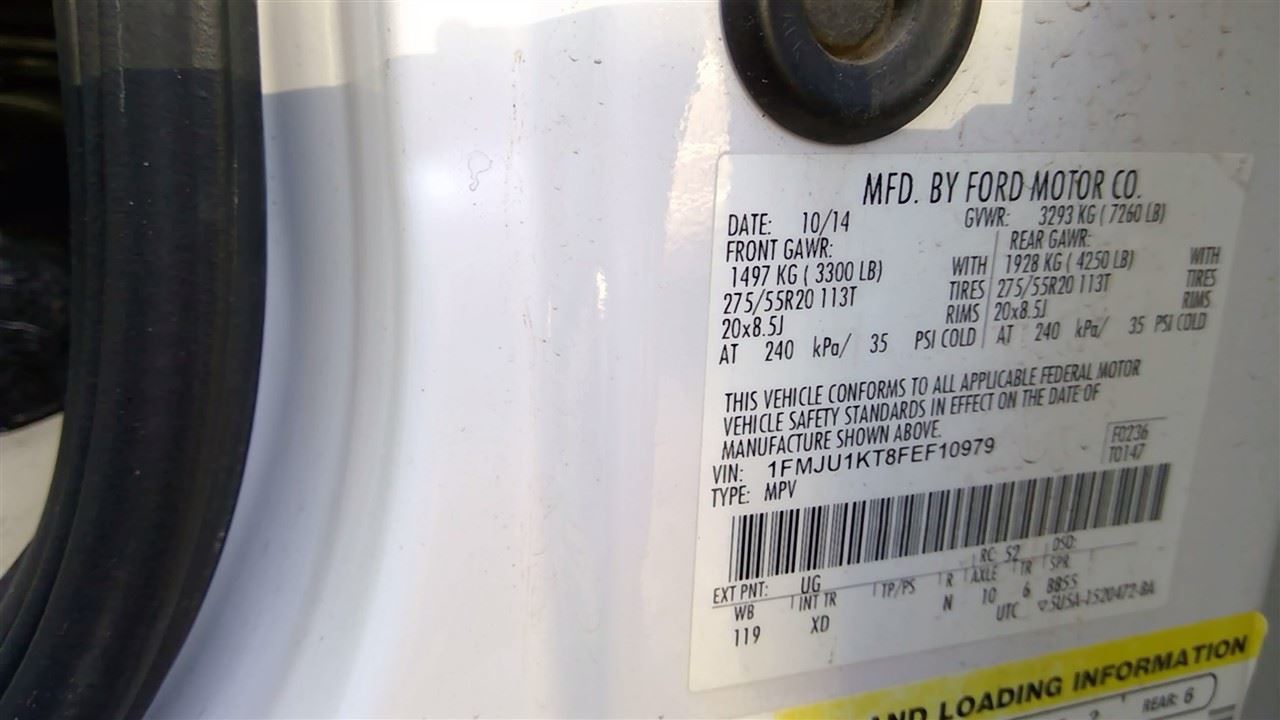 MFD. BY FORD MOTOR CO.
DATE: 10/14 GVWR: 3293 KG ( 7260 LB)
FRONT GAWR: REAR GAWR:
1497 KG ( 3300 LB) WITH 1928 KG ( 4250 LB) WITH
275/55R20 113T TIRES 275/55R20 113T TIRES
20x8.5J RIMS 20x8.5J RIMS
AT 240 kPa/ 35 PSI COLD AT 240 kPa/ 35 PSI COLD
THIS VEHICLE CONFORMS TO ALL APPLICABLE FEDERAL MOTOR
VEHICLE SAFETY STANDARDS IN EFFECT ON THE DATE OF
MANUFACTURE SHOWN ABOVE.
VIN: 1FMJU1KT8FEF10979 F0236
TYPE: MPV T0147
EXT PNT: UG RC: 52 DSO:
WB INT TR TP/PS R AXLE TR SPR
119 XD N 10 6 8855
UTC 5USA-1520472-BA
AND LOADING INFORMATION
REAR: 6